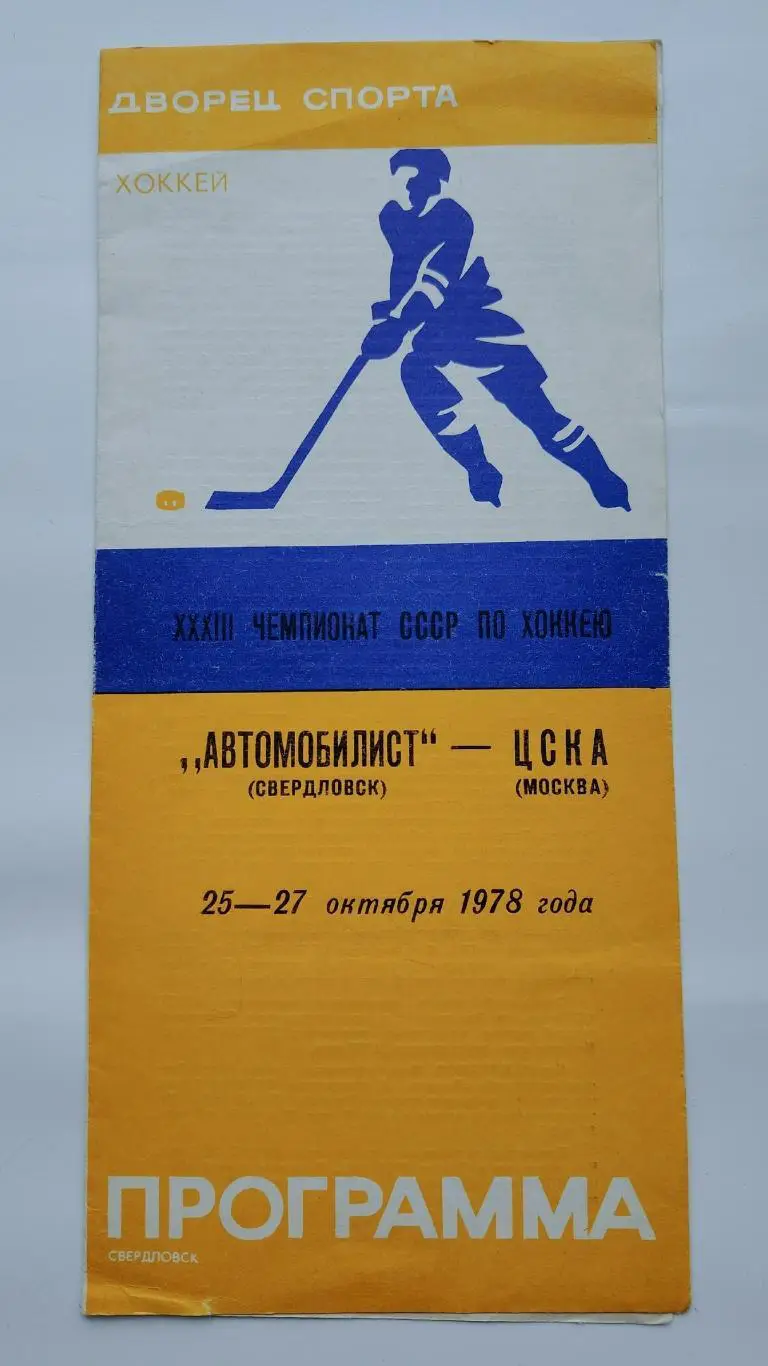 ДВОРЕЦ СПОРТА
ХОККЕЙ
XXXIII ЧЕМПИОНАТ СССР ПО ХОККЕЮ
„АВТОМОБИЛИСТ“ — ЦСКА
(СВЕРДЛОВСК) (МОСКВА)
25—27 октября 1978 года
ПРОГРАММА
СВЕРДЛОВСК